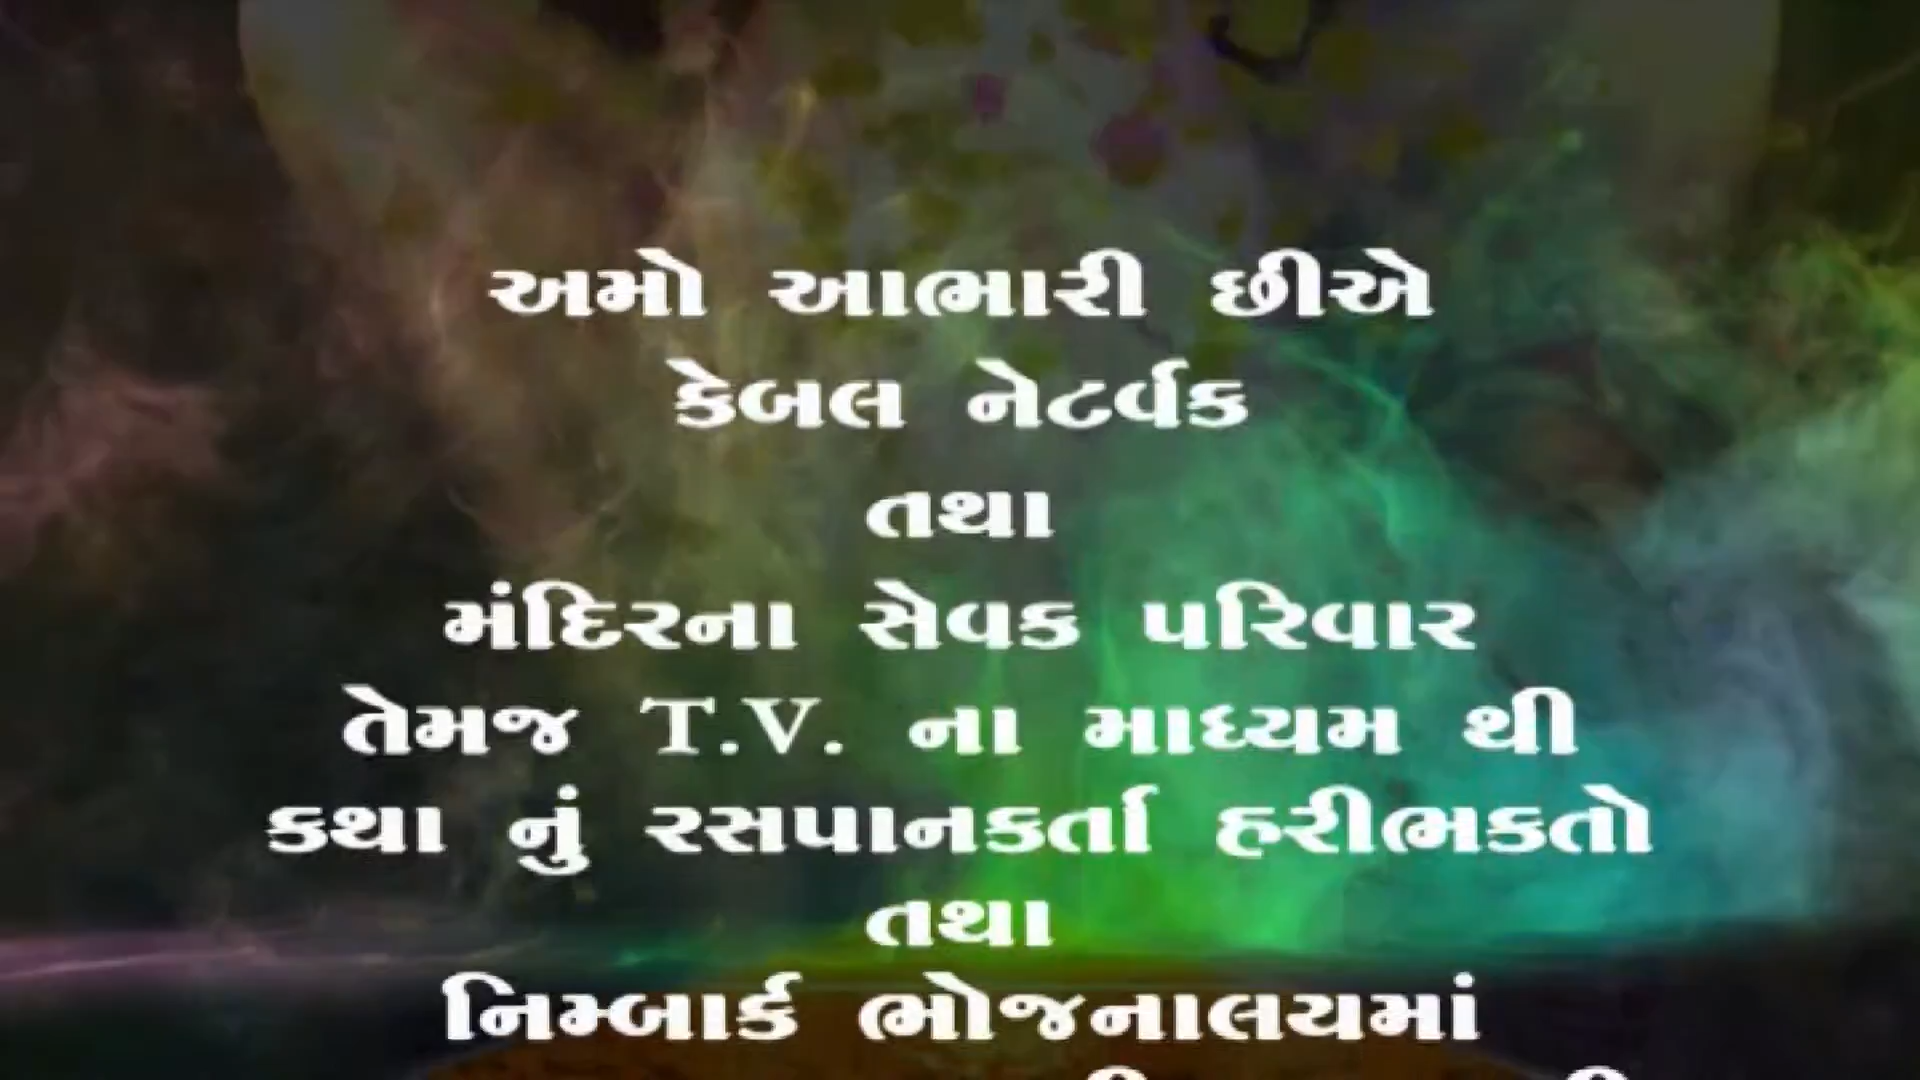 અમો આભારી છીએ
કેબલ નેટર્વક
તથા
મંદિરના સેવક પરિવાર
તેમજ T.V. ના માધ્યમ થી
કથા નું રસપાનકર્તા હરીભકતો
તથા
નિમ્બાર્ક ભોજનાલયમાં